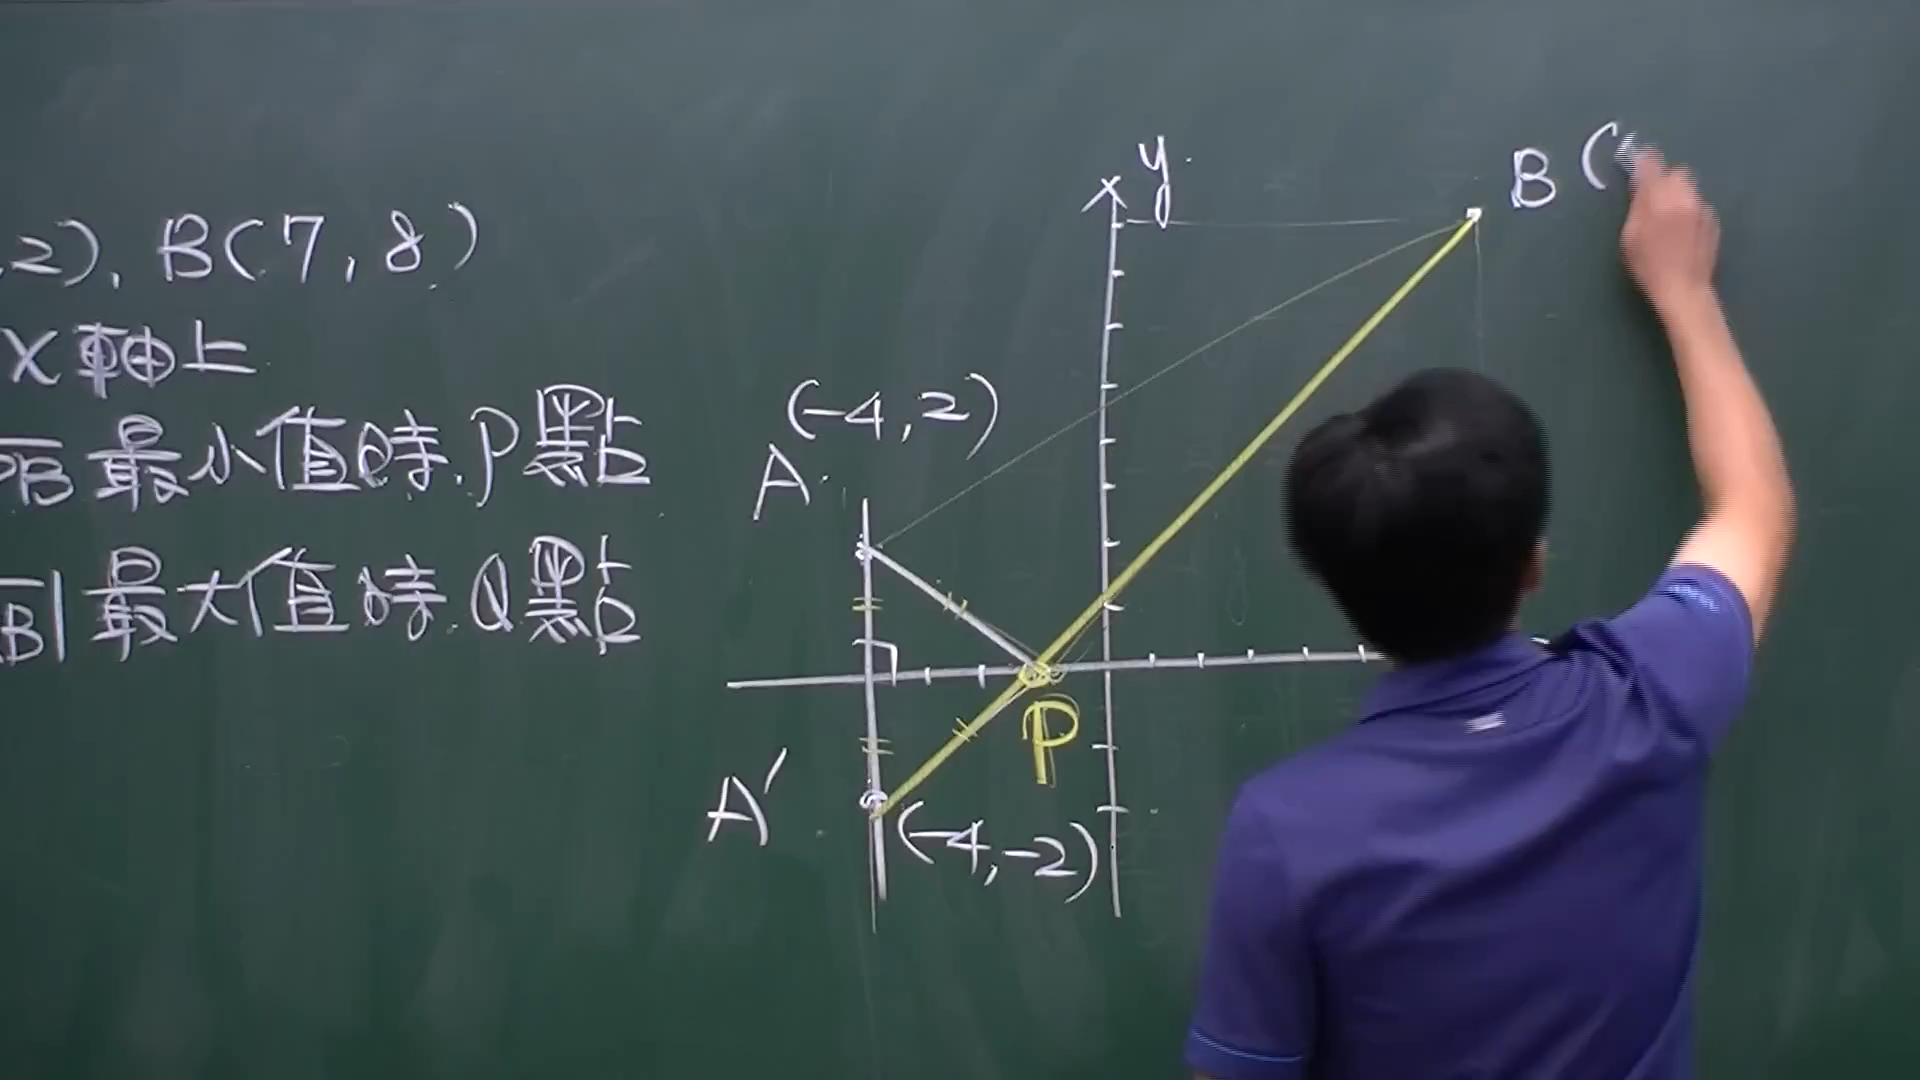 2), B(7,8)
X軸上
PB最小值時.P點
B|最大值時.Q點
y
B (
(-4,2)
A
P
A'
(-4,-2)